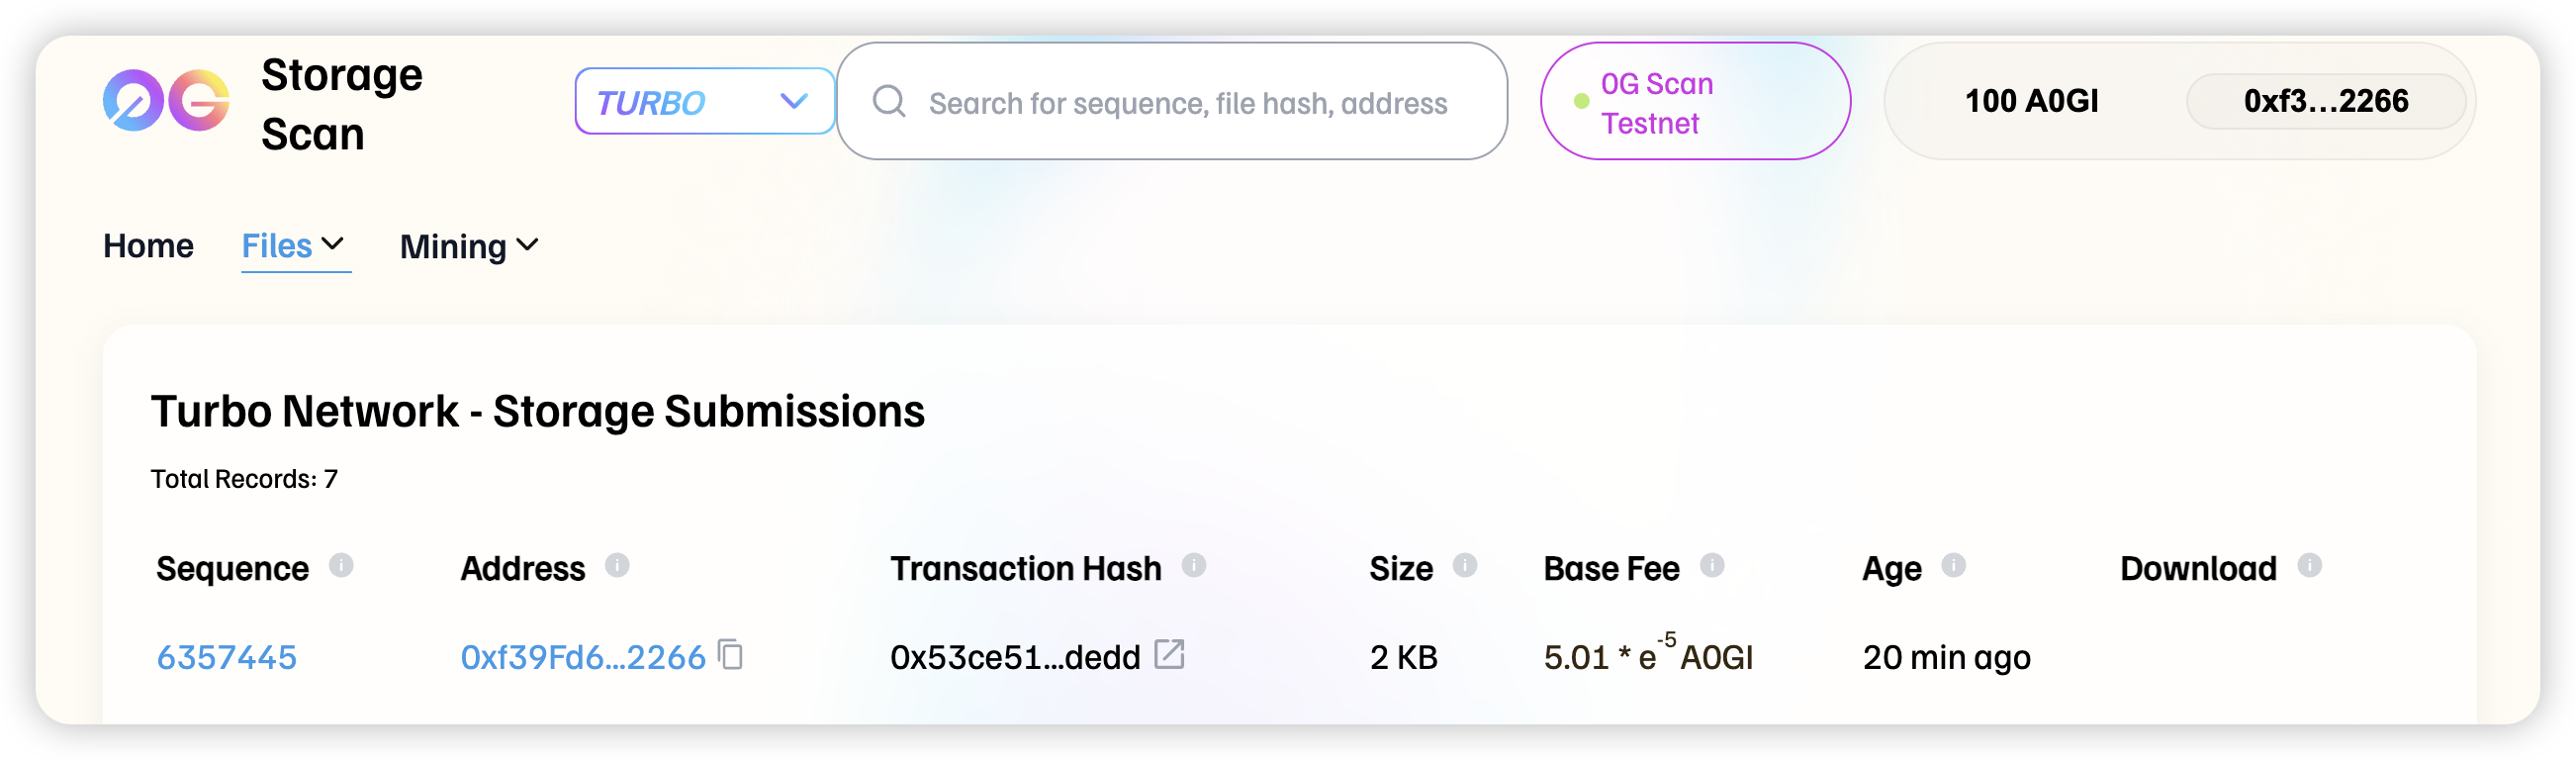 0G Storage
Scan
TURBO
Search for sequence, file hash, address
0G Scan
Testnet
100 A0GI
0xf3...2266
Home Files Mining
Turbo Network - Storage Submissions
Total Records: 7
Sequence Address Transaction Hash Size Base Fee Age Download
6357445 0xf39Fd6...2266 0x53ce51...dedd 2 KB 5.01 * e-5 A0GI 20 min ago